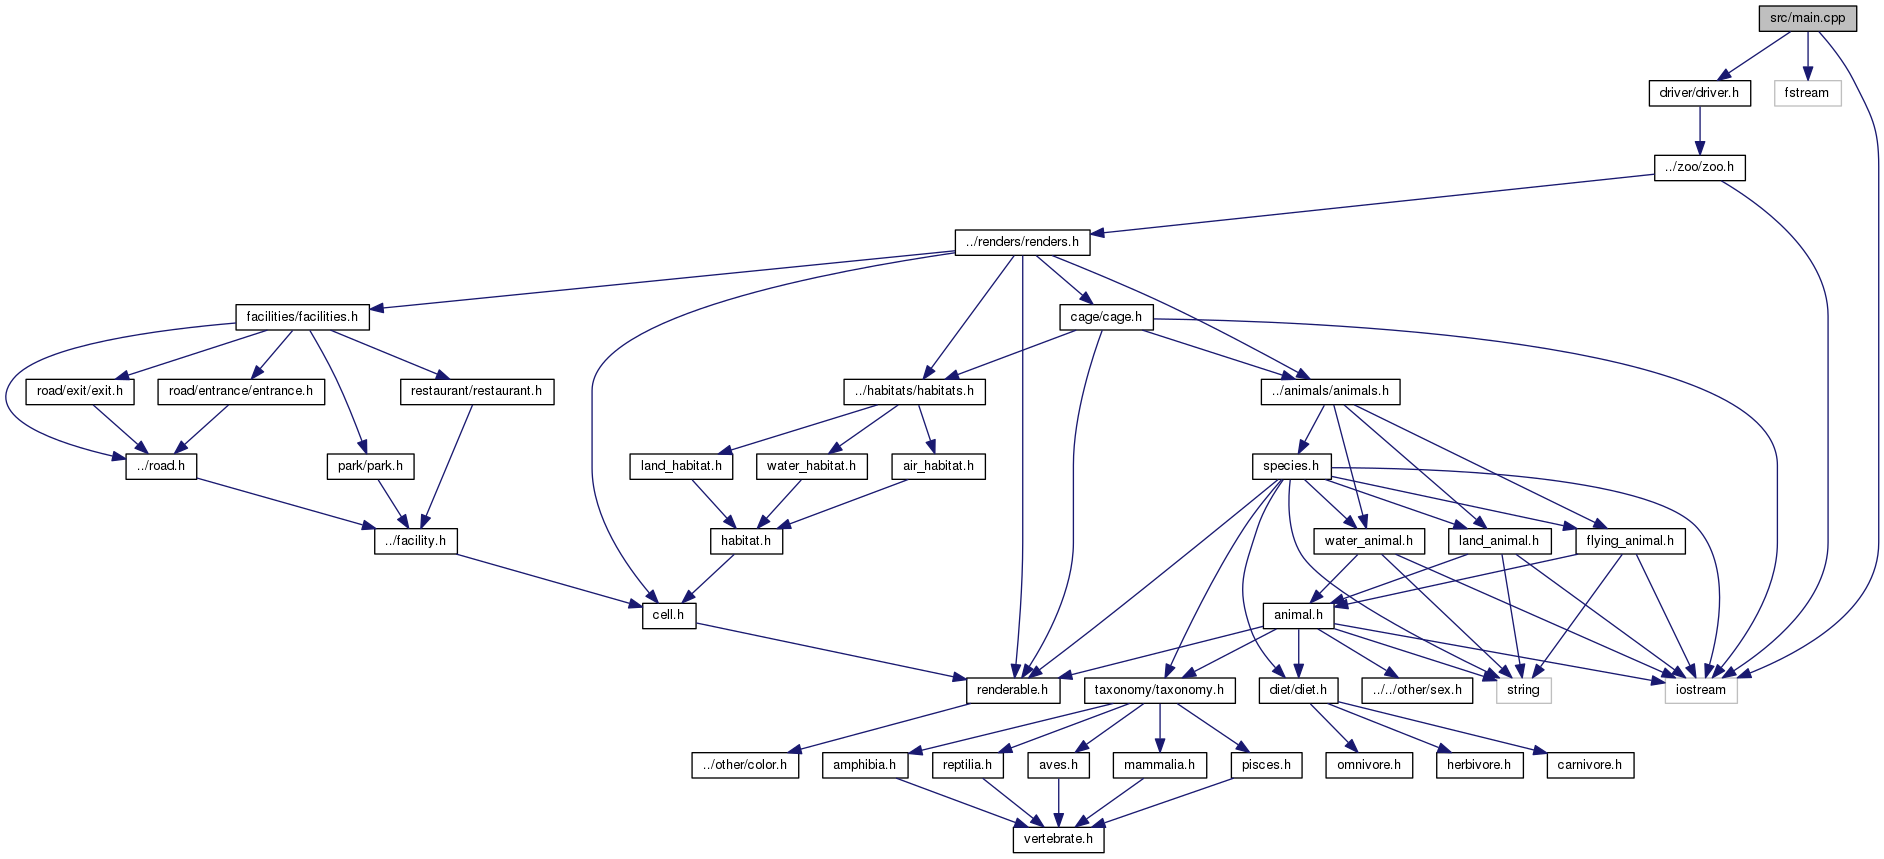 src/main.cpp
driver/driver.h
fstream
../zoo/zoo.h
../renders/renders.h
facilities/facilities.h
cage/cage.h
road/exit/exit.h
road/entrance/entrance.h
restaurant/restaurant.h
../habitats/habitats.h
../animals/animals.h
../road.h
park/park.h
land_habitat.h
water_habitat.h
air_habitat.h
species.h
../facility.h
habitat.h
water_animal.h
land_animal.h
flying_animal.h
cell.h
animal.h
renderable.h
taxonomy/taxonomy.h
diet/diet.h
../../other/sex.h
string
iostream
../other/color.h
amphibia.h
reptilia.h
aves.h
mammalia.h
pisces.h
omnivore.h
herbivore.h
carnivore.h
vertebrate.h